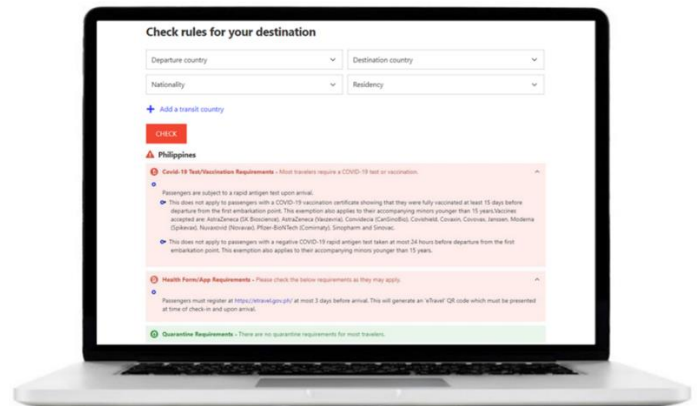 Check rules for your destination
Departure country
Destination country
Nationality
Residency
+ Add a transit country
CHECK
Philippines
Covid-19 Test/Vaccination Requirements - Most travelers require a COVID-19 test or vaccination.
Passengers are subject to a rapid antigen test upon arrival.
This does not apply to passengers with a COVID-19 vaccination certificate showing that they were fully vaccinated at least 15 days before
departure from the first embarkation point. This exemption also applies to their accompanying minors younger than 15 years.Vaccines
accepted are: AstraZeneca (SK Bioscience), AstraZeneca (Vaxzevria), Convidecia (CanSinoBio), Covishield, Covaxin, Covovax, Janssen, Moderna
(Spikevax), Nuvaxovid (Novavax), Pfizer-BioNTech (Comirnaty), Sinopharm and Sinovac.
This does not apply to passengers with a negative COVID-19 rapid antigen test taken at most 24 hours before departure from the first
embarkation point. This exemption also applies to their accompanying minors younger than 15 years.
Health Form/App Requirements - Please check the below requirements as they may apply.
Passengers must register at https://etravel.gov.ph/ at most 3 days before arrival. This will generate an 'eTravel' QR code which must be presented
at time of check-in and upon arrival.
Quarantine Requirements - There are no quarantine requirements for most travelers.